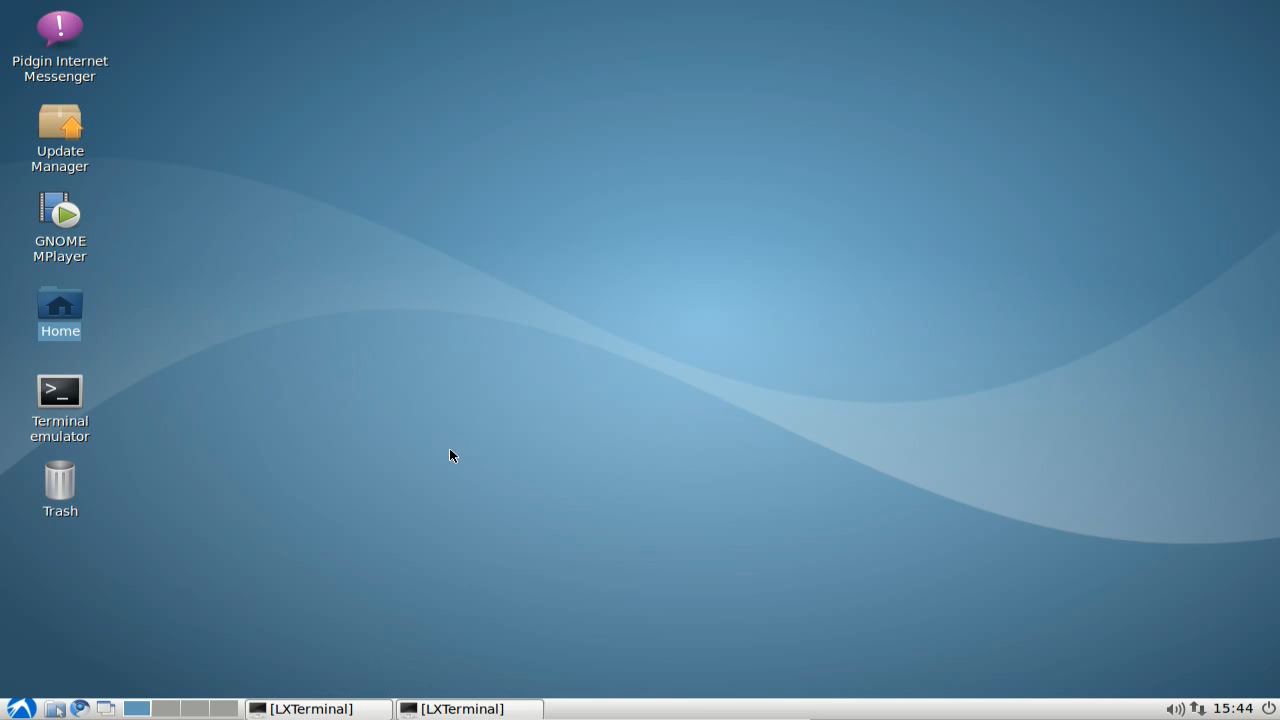 Pidgin Internet
Messenger
Update
Manager
GNOME
MPlayer
Home
>_
Terminal
emulator
Trash
[LXTerminal] [LXTerminal] 15:44